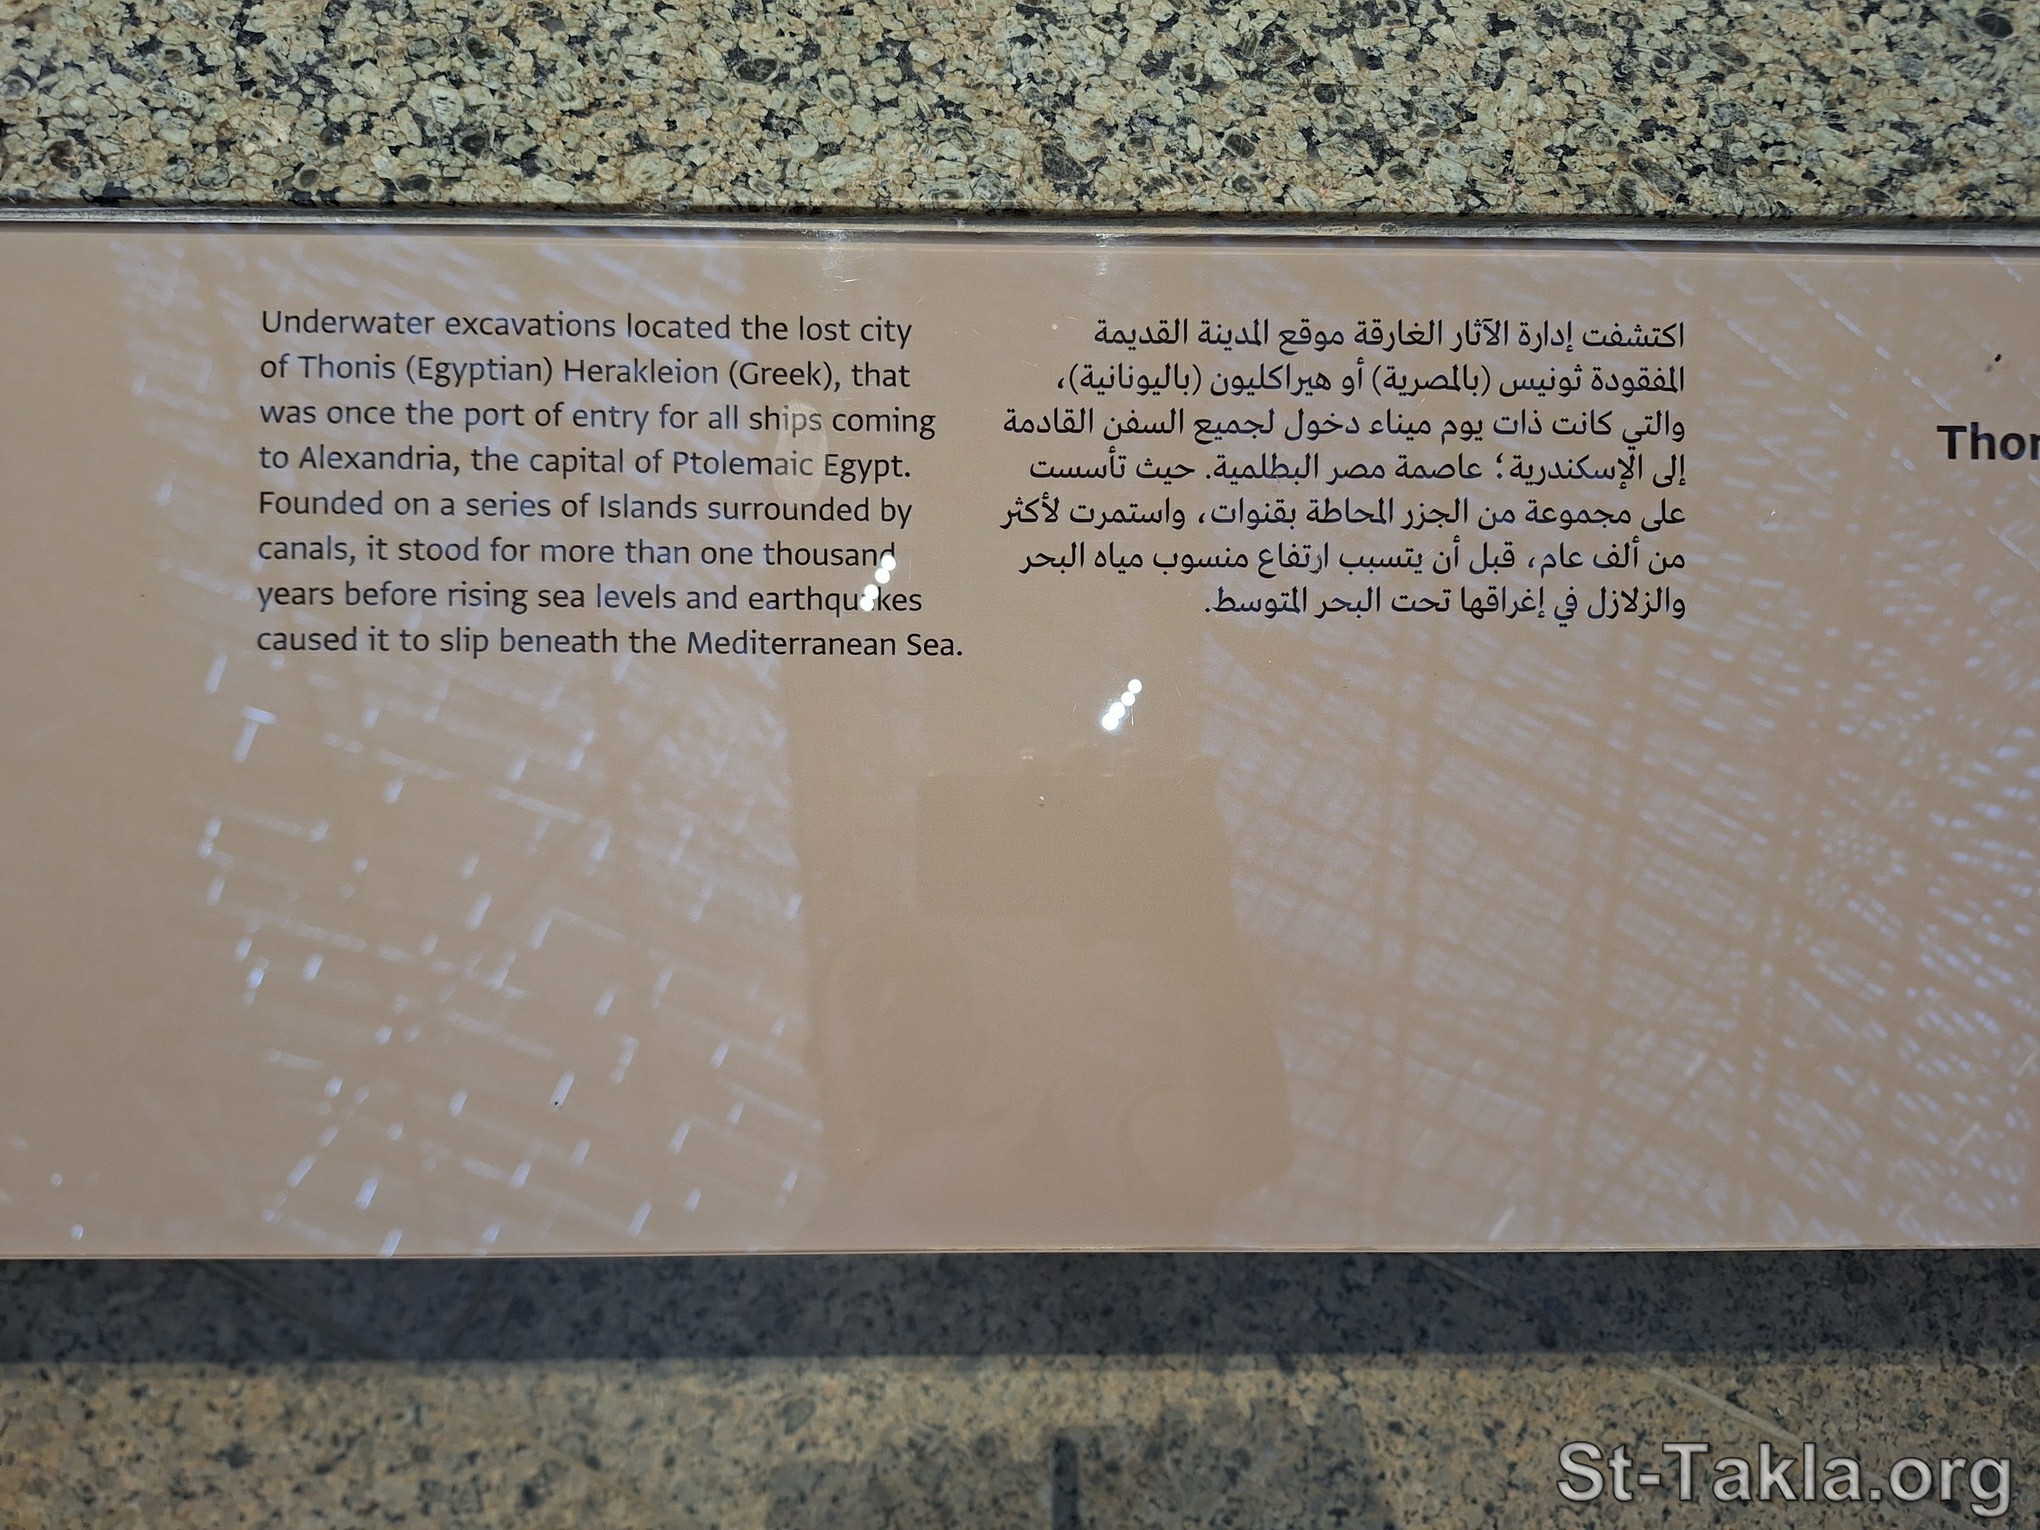 Underwater excavations located the lost city
of Thonis (Egyptian) Herakleion (Greek), that
was once the port of entry for all ships coming
to Alexandria, the capital of Ptolemaic Egypt.
Founded on a series of Islands surrounded by
canals, it stood for more than one thousand
years before rising sea levels and earthquakes
caused it to slip beneath the Mediterranean Sea.
اكتشفت إدارة الآثار الغارقة موقع المدينة القديمة
المفقودة ثونيس (بالمصرية) أو هيراكليون (باليونانية)،
والتي كانت ذات يوم ميناء دخول لجميع السفن القادمة
إلى الإسكندرية؛ عاصمة مصر البطلمية. حيث تأسست
على مجموعة من الجزر المحاطة بقنوات، واستمرت لأكثر
من ألف عام، قبل أن يتسبب ارتفاع منسوب مياه البحر
والزلازل في إغراقها تحت البحر المتوسط.
St-Takla.org